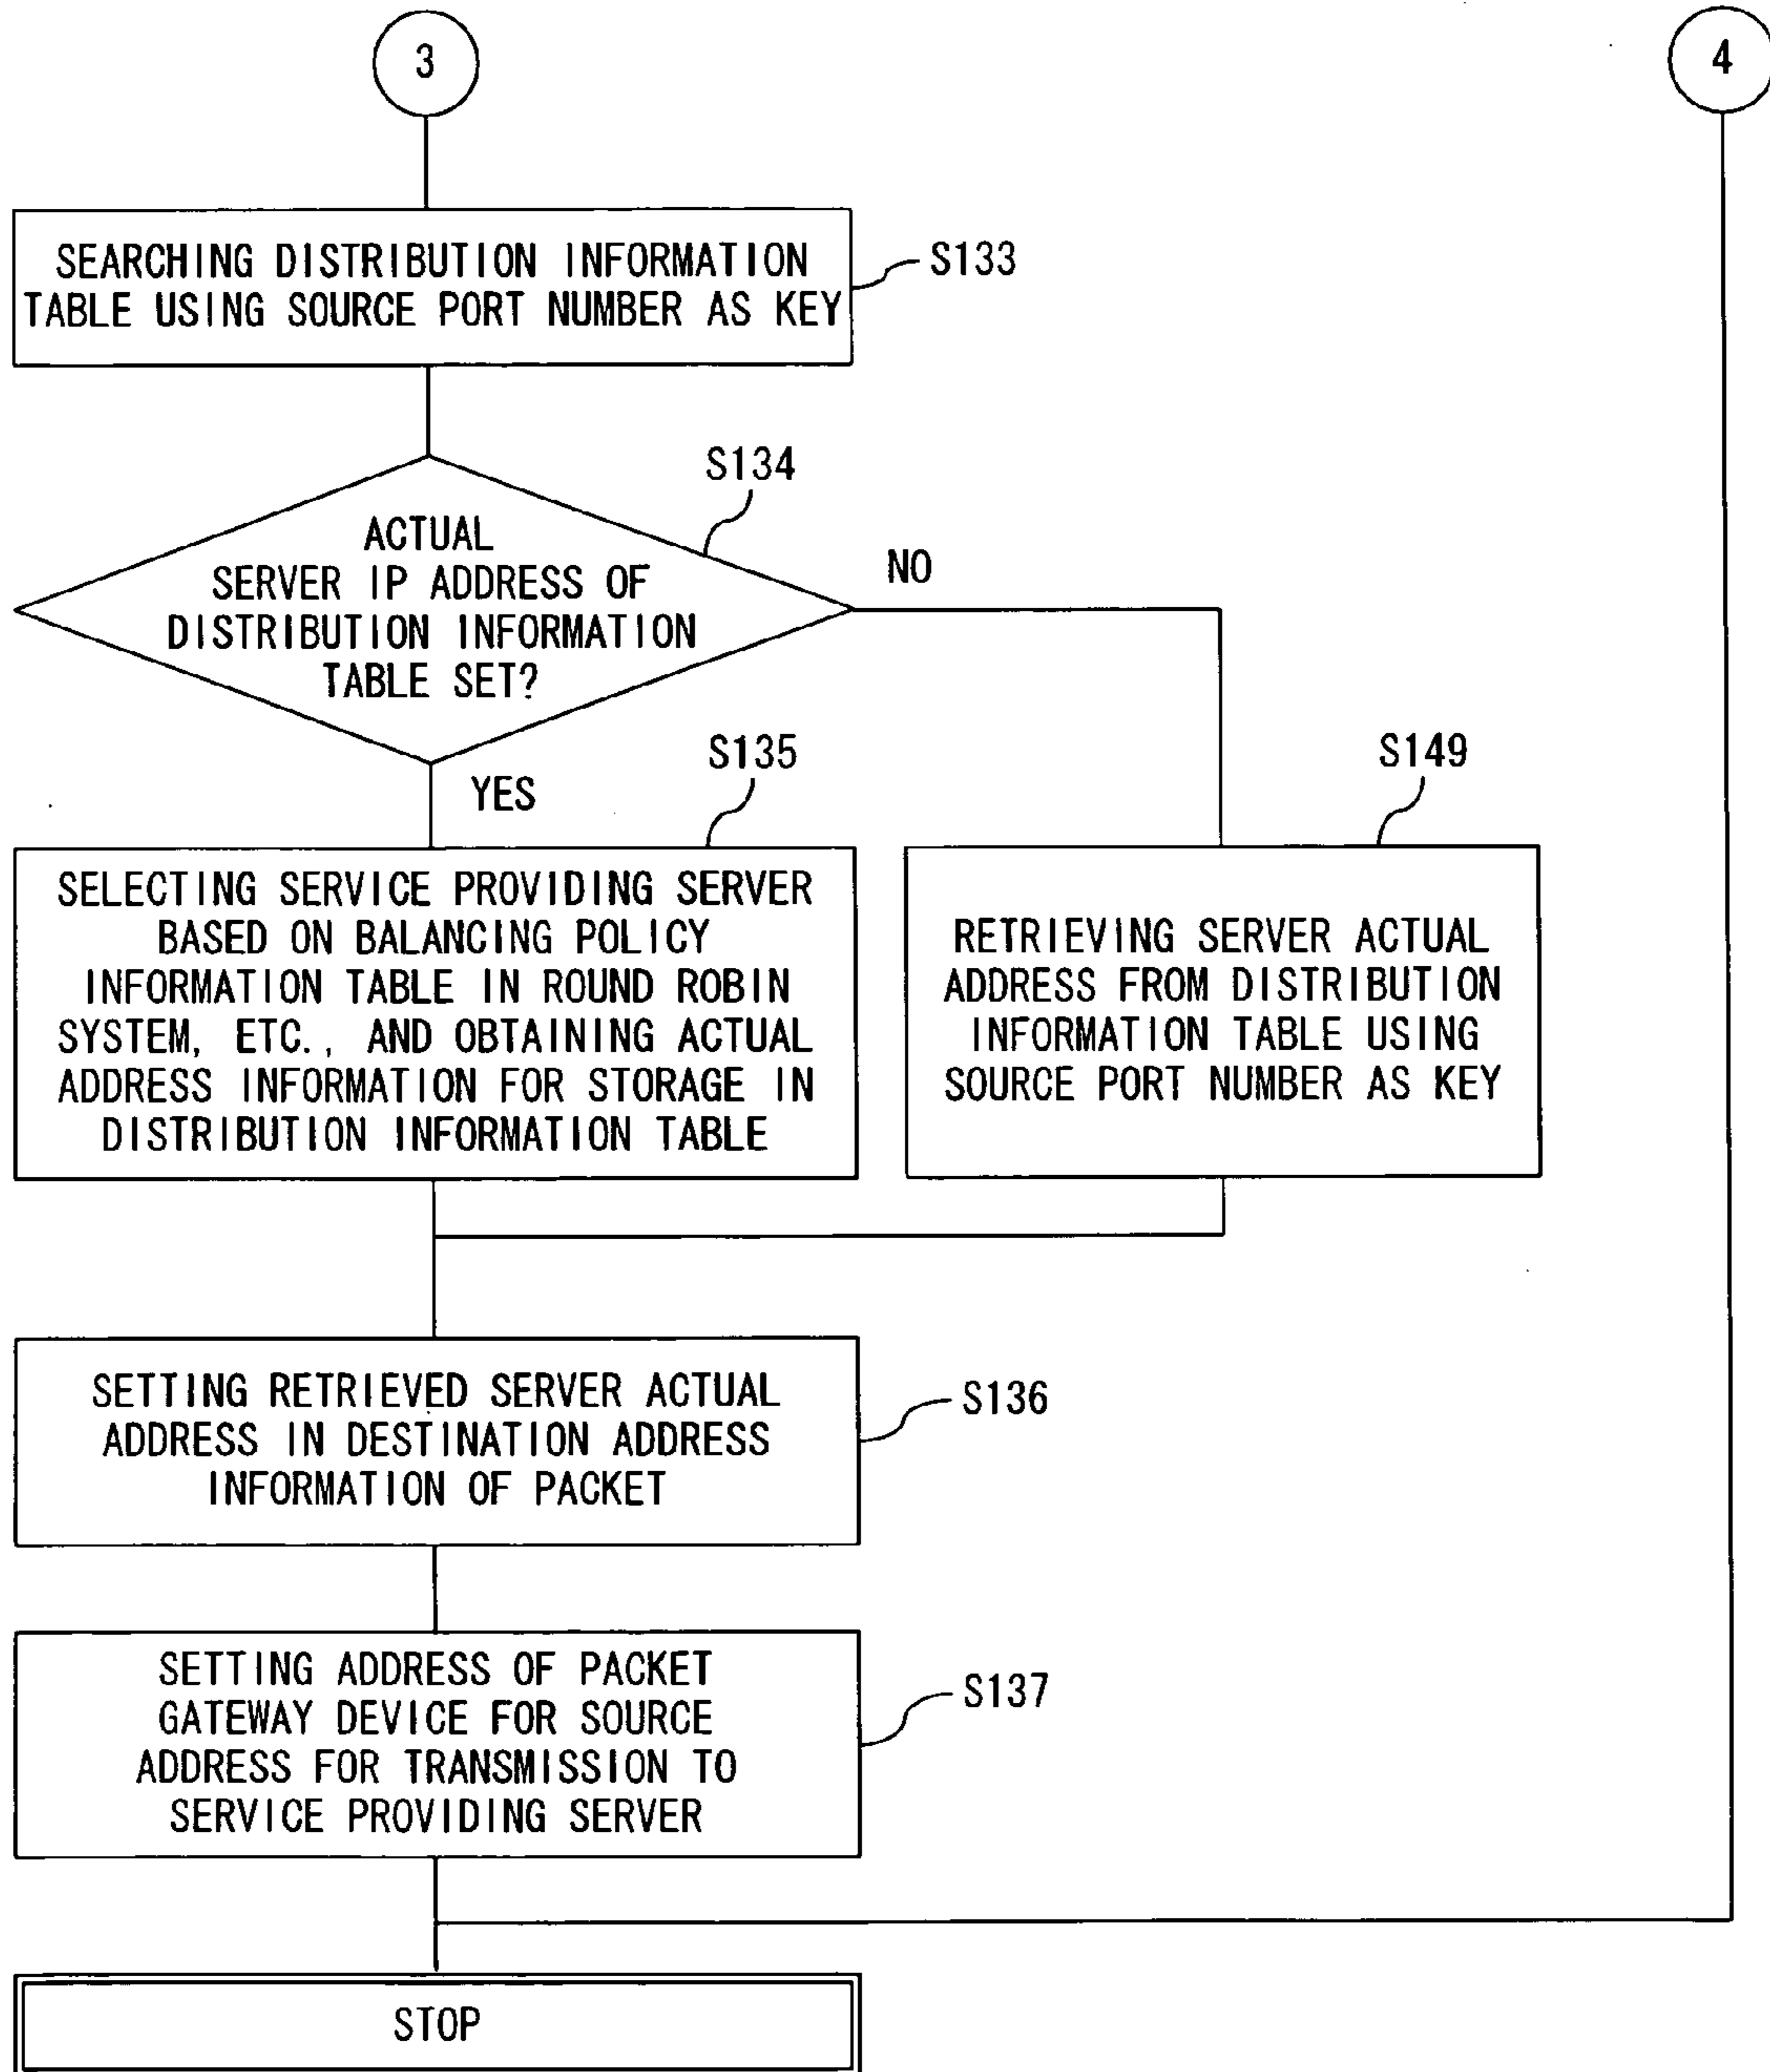 3
4
SEARCHING DISTRIBUTION INFORMATION
TABLE USING SOURCE PORT NUMBER AS KEY
S133
S134
ACTUAL
SERVER IP ADDRESS OF
DISTRIBUTION INFORMATION
TABLE SET?
NO
YES
S135
S149
SELECTING SERVICE PROVIDING SERVER
BASED ON BALANCING POLICY
INFORMATION TABLE IN ROUND ROBIN
SYSTEM, ETC., AND OBTAINING ACTUAL
ADDRESS INFORMATION FOR STORAGE IN
DISTRIBUTION INFORMATION TABLE
RETRIEVING SERVER ACTUAL
ADDRESS FROM DISTRIBUTION
INFORMATION TABLE USING
SOURCE PORT NUMBER AS KEY
SETTING RETRIEVED SERVER ACTUAL
ADDRESS IN DESTINATION ADDRESS
INFORMATION OF PACKET
S136
SETTING ADDRESS OF PACKET
GATEWAY DEVICE FOR SOURCE
ADDRESS FOR TRANSMISSION TO
SERVICE PROVIDING SERVER
S137
STOP